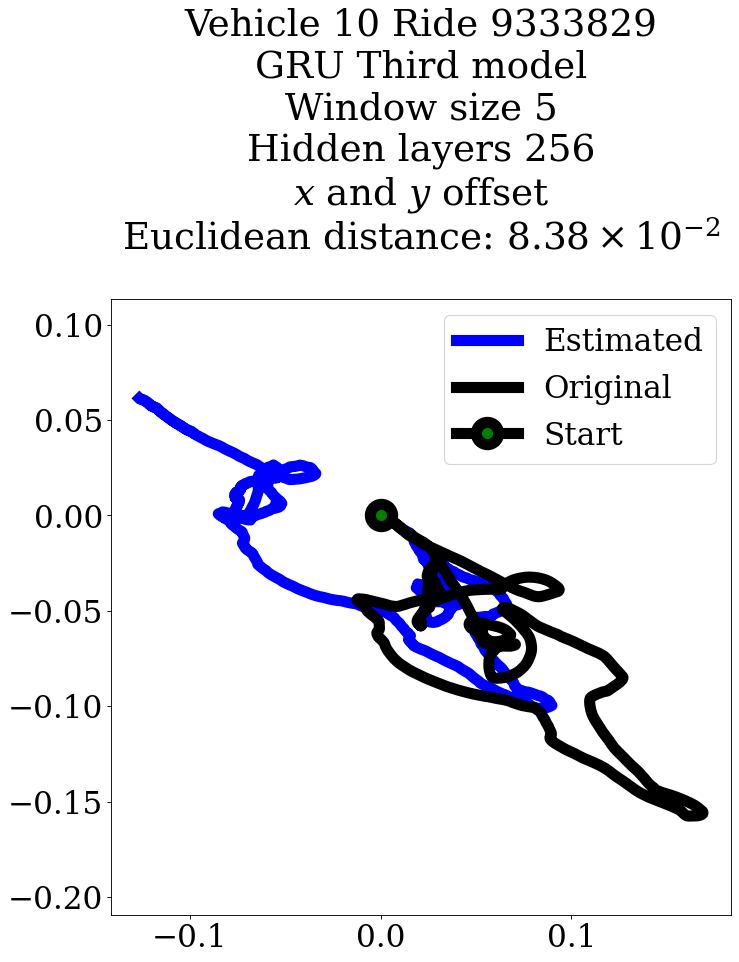 Vehicle 10 Ride 9333829
GRU Third model
Window size 5
Hidden layers 256
x and y offset
Euclidean distance: 8.38 × 10⁻²
Estimated
Original
Start
0.10
0.05
0.00
−0.05
−0.10
−0.15
−0.20
−0.1 0.0 0.1